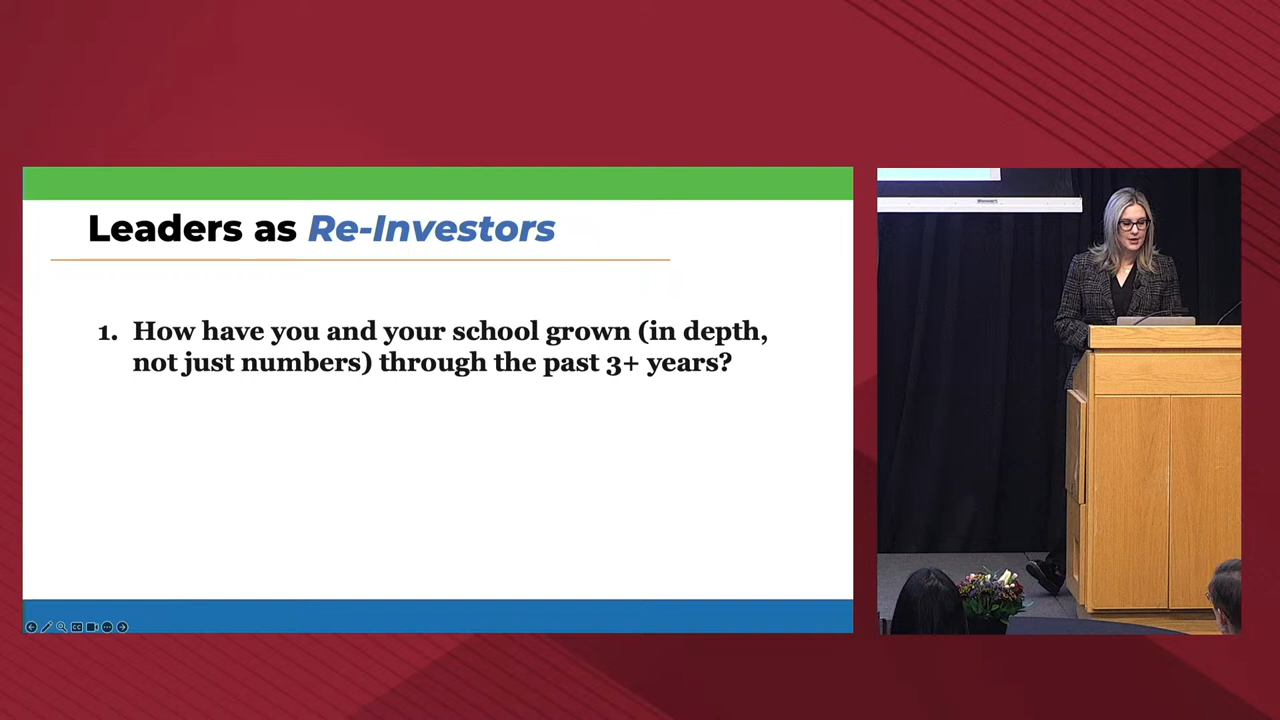 Leaders as Re-Investors
1. How have you and your school grown (in depth,
not just numbers) through the past 3+ years?